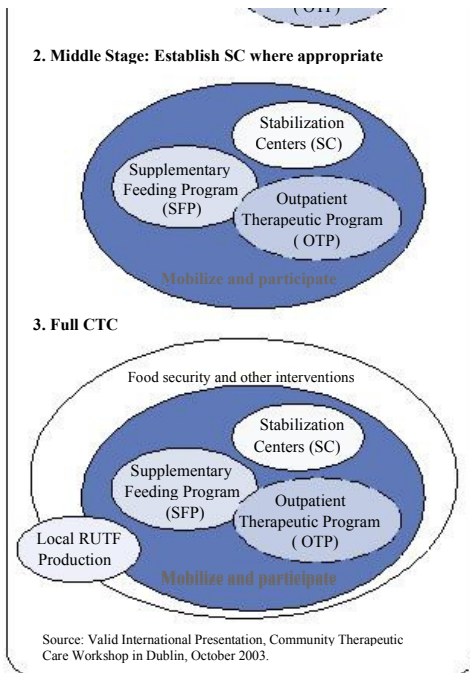 ( OTP)
2. Middle Stage: Establish SC where appropriate
Stabilization
Centers (SC)
Supplementary
Feeding Program
(SFP)
Outpatient
Therapeutic Program
( OTP)
Mobilize and participate
3. Full CTC
Food security and other interventions
Stabilization
Centers (SC)
Supplementary
Feeding Program
(SFP)
Outpatient
Therapeutic Program
( OTP)
Local RUTF
Production
Mobilize and participate
Source: Valid International Presentation, Community Therapeutic
Care Workshop in Dublin, October 2003.